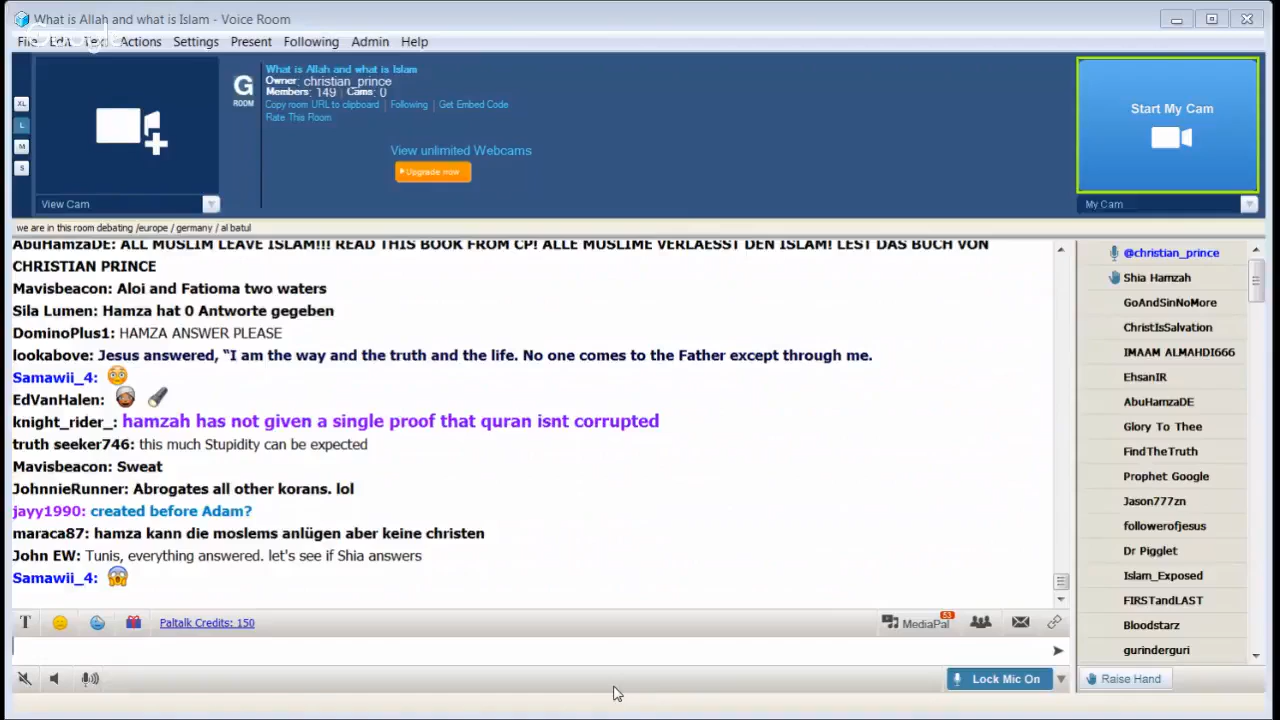 What is Allah and what is Islam - Voice Room
Google
File Edit Text Actions Settings Present Following Admin Help
XL
L
M
S
View Cam
G
ROOM
What is Allah and what is Islam
Owner: christian_prince
Members: 149 | Cams: 0
Copy room URL to clipboard | Following | Get Embed Code
Rate This Room
View unlimited Webcams
Upgrade now
Start My Cam
My Cam
we are in this room debating /europe / germany / al batul
AbuHamzaDE: ALL MUSLIM LEAVE ISLAM!!! READ THIS BOOK FROM CP! ALLE MUSLIME VERLAESST DEN ISLAM! LEST DAS BUCH VON
CHRISTIAN PRINCE
Mavisbeacon: Aloi and Fatioma two waters
Sila Lumen: Hamza hat 0 Antworte gegeben
DominoPlus1: HAMZA ANSWER PLEASE
lookabove: Jesus answered, “I am the way and the truth and the life. No one comes to the Father except through me.
Samawii_4:
EdVanHalen:
knight_rider_: hamzah has not given a single proof that quran isnt corrupted
truth seeker746: this much Stupidity can be expected
Mavisbeacon: Sweat
JohnnieRunner: Abrogates all other korans. lol
jayy1990: created before Adam?
maraca87: hamza kann die moslems anlügen aber keine christen
John EW: Tunis, everything answered. let's see if Shia answers
Samawii_4:
@christian_prince
Shia Hamzah
GoAndSinNoMore
ChristIsSalvation
IMAAM ALMAHDI666
EhsanIR
AbuHamzaDE
Glory To Thee
FindTheTruth
Prophet Google
Jason777zn
followerofjesus
Dr Pigglet
Islam_Exposed
FIRSTandLAST
Bloodstarz
gurinderguri
T
Paltalk Credits: 150
MediaPal
53
Lock Mic On
Raise Hand